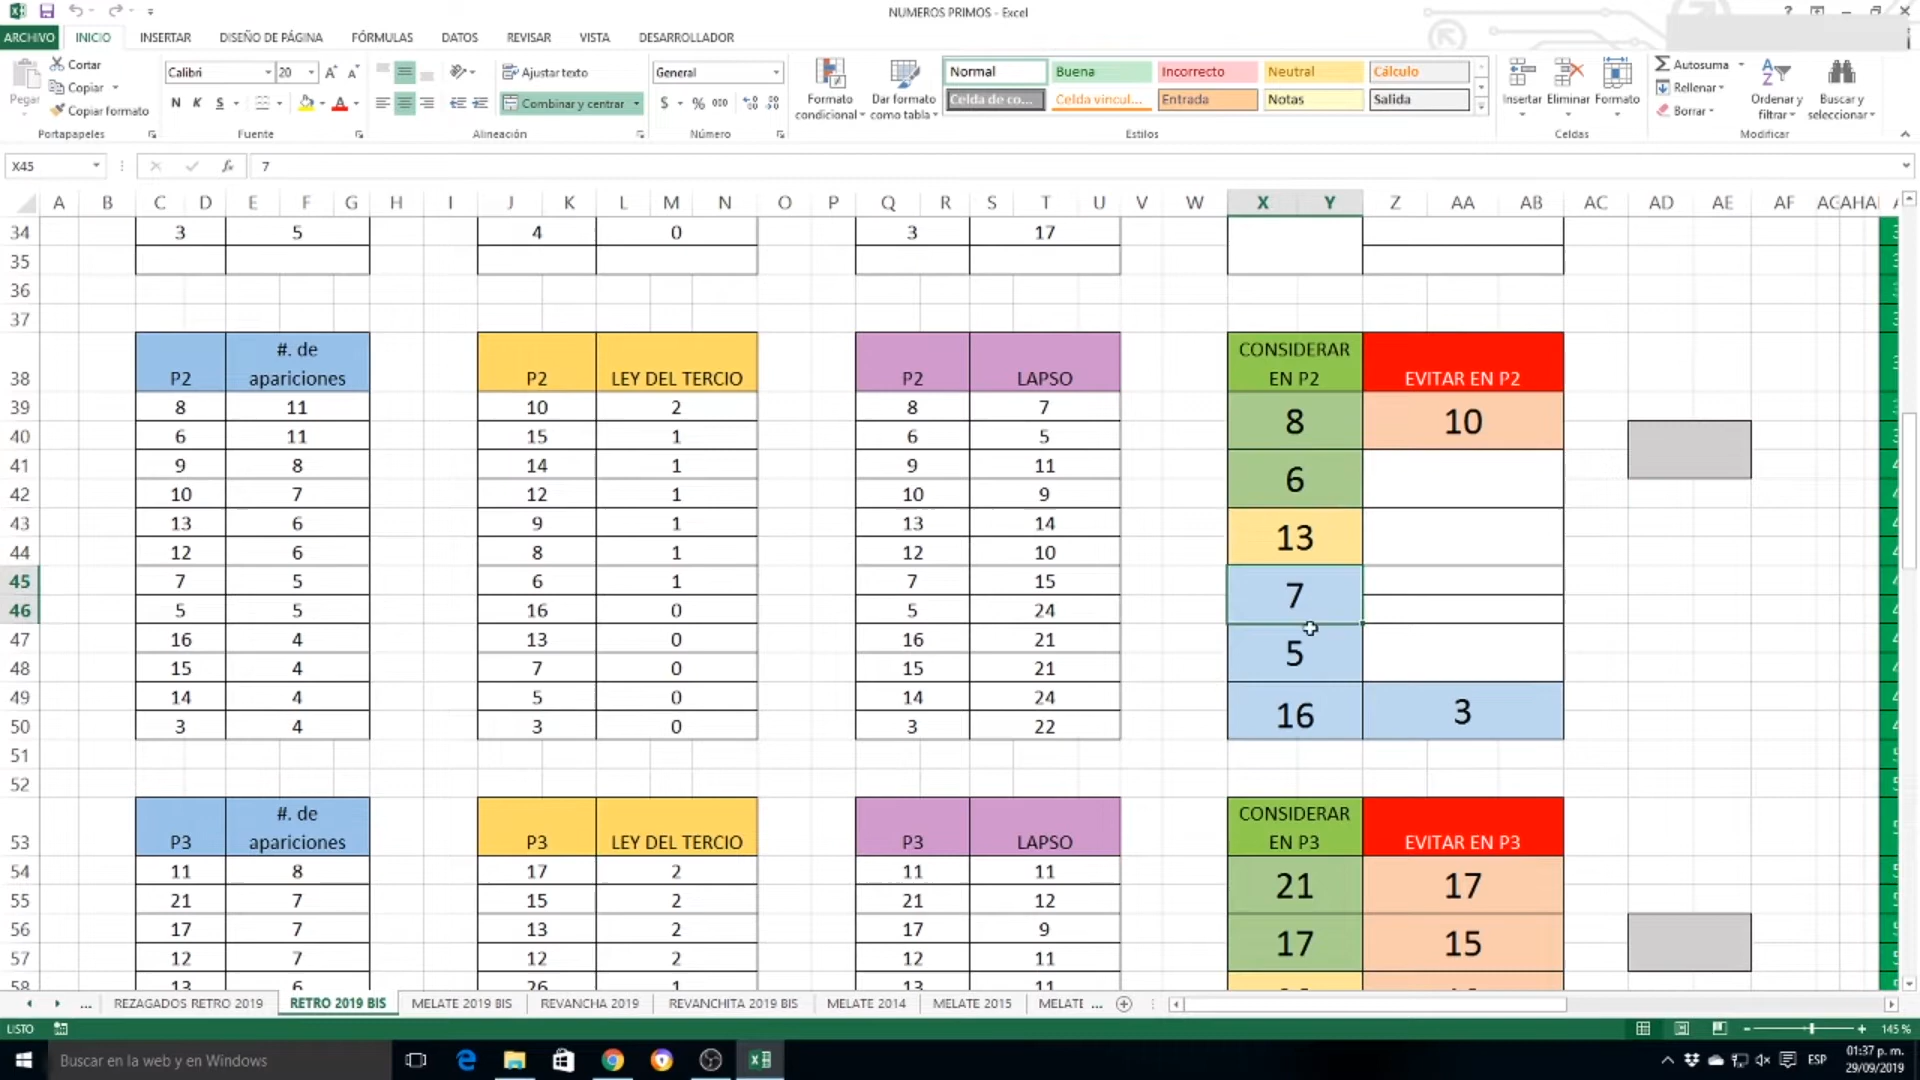 NUMEROS PRIMOS - Excel
ARCHIVO INICIO INSERTAR DISEÑO DE PÁGINA FÓRMULAS DATOS REVISAR VISTA DESARROLLADOR
Pegar
Cortar
Copiar
Copiar formato
Portapapeles
Calibri 20
N K S
Fuente
Ajustar texto
Combinar y centrar
Alineación
General
$ % 000
Número
Formato condicional
Dar formato como tabla
Normal Buena Incorrecto Neutral Cálculo
Celda de co... Celda vincul... Entrada Notas Salida
Estilos
Insertar Eliminar Formato
Celdas
Autosuma
Rellenar
Borrar
Ordenar y filtrar
Buscar y seleccionar
Modificar
X45 fx 7
A B C D E F G H I J K L M N O P Q R S T U V W X Y Z AA AB AC AD AE AF
34 3 5 4 0 3 17
35
36
37
38 P2 #. de apariciones P2 LEY DEL TERCIO P2 LAPSO CONSIDERAR EN P2 EVITAR EN P2
39 8 11 10 2 8 7 8 10
40 6 11 15 1 6 5
41 9 8 14 1 9 11 6
42 10 7 12 1 10 9
43 13 6 9 1 13 14 13
44 12 6 8 1 12 10
45 7 5 6 1 7 15 7
46 5 5 16 0 5 24
47 16 4 13 0 16 21 5
48 15 4 7 0 15 21
49 14 4 5 0 14 24 16 3
50 3 4 3 0 3 22
51
52
53 P3 #. de apariciones P3 LEY DEL TERCIO P3 LAPSO CONSIDERAR EN P3 EVITAR EN P3
54 11 8 17 2 11 11 21 17
55 21 7 15 2 21 12
56 17 7 13 2 17 9 17 15
57 12 7 12 2 12 11
58 13 6 26 1 13 11
... REZAGADOS RETRO 2019 RETRO 2019 BIS MELATE 2019 BIS REVANCHA 2019 REVANCHITA 2019 BIS MELATE 2014 MELATE 2015 MELATE ...
LISTO 145 %
Buscar en la web y en Windows
ESP
01:37 p. m.
29/09/2019